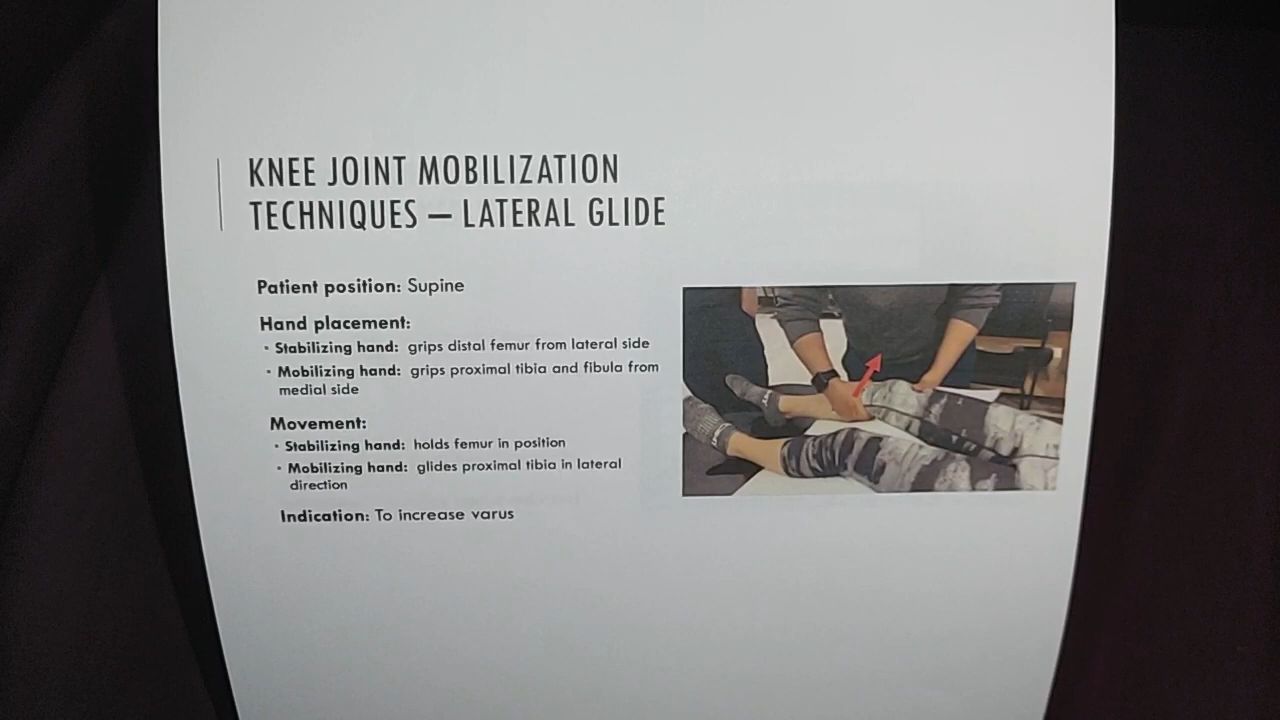 KNEE JOINT MOBILIZATION
TECHNIQUES — LATERAL GLIDE
Patient position: Supine
Hand placement:
• Stabilizing hand: grips distal femur from lateral side
• Mobilizing hand: grips proximal tibia and fibula from
medial side
Movement:
• Stabilizing hand: holds femur in position
• Mobilizing hand: glides proximal tibia in lateral
direction
Indication: To increase varus